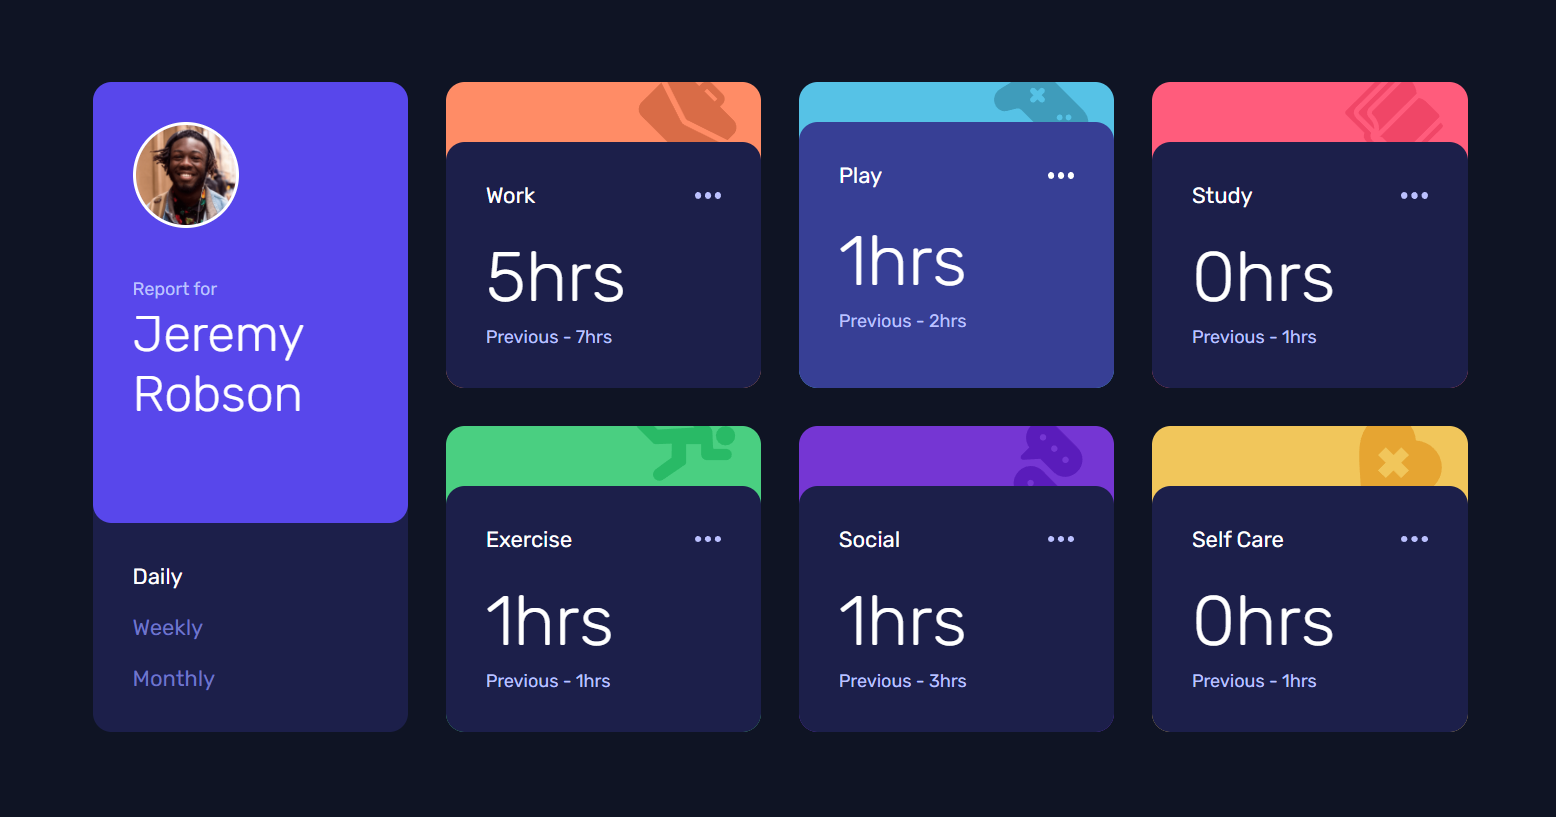 Report for
Jeremy
Robson
Daily
Weekly
Monthly
Work
5hrs
Previous - 7hrs
Play
1hrs
Previous - 2hrs
Study
0hrs
Previous - 1hrs
Exercise
1hrs
Previous - 1hrs
Social
1hrs
Previous - 3hrs
Self Care
0hrs
Previous - 1hrs